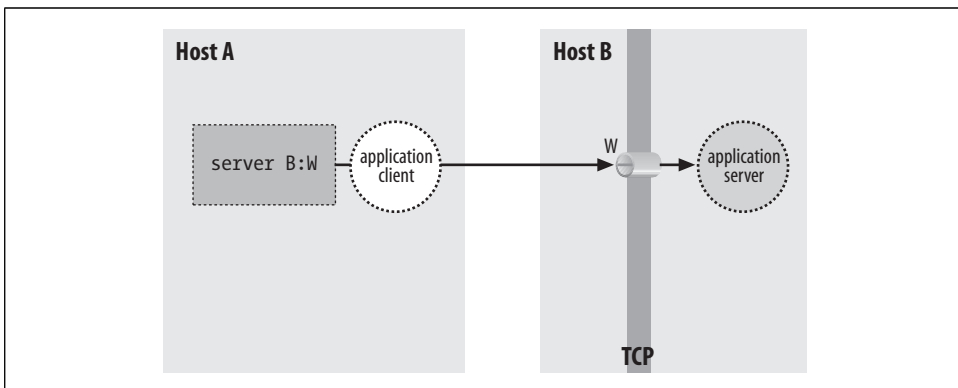 Host A
Host B
server B:W
application
client
W
application
server
TCP